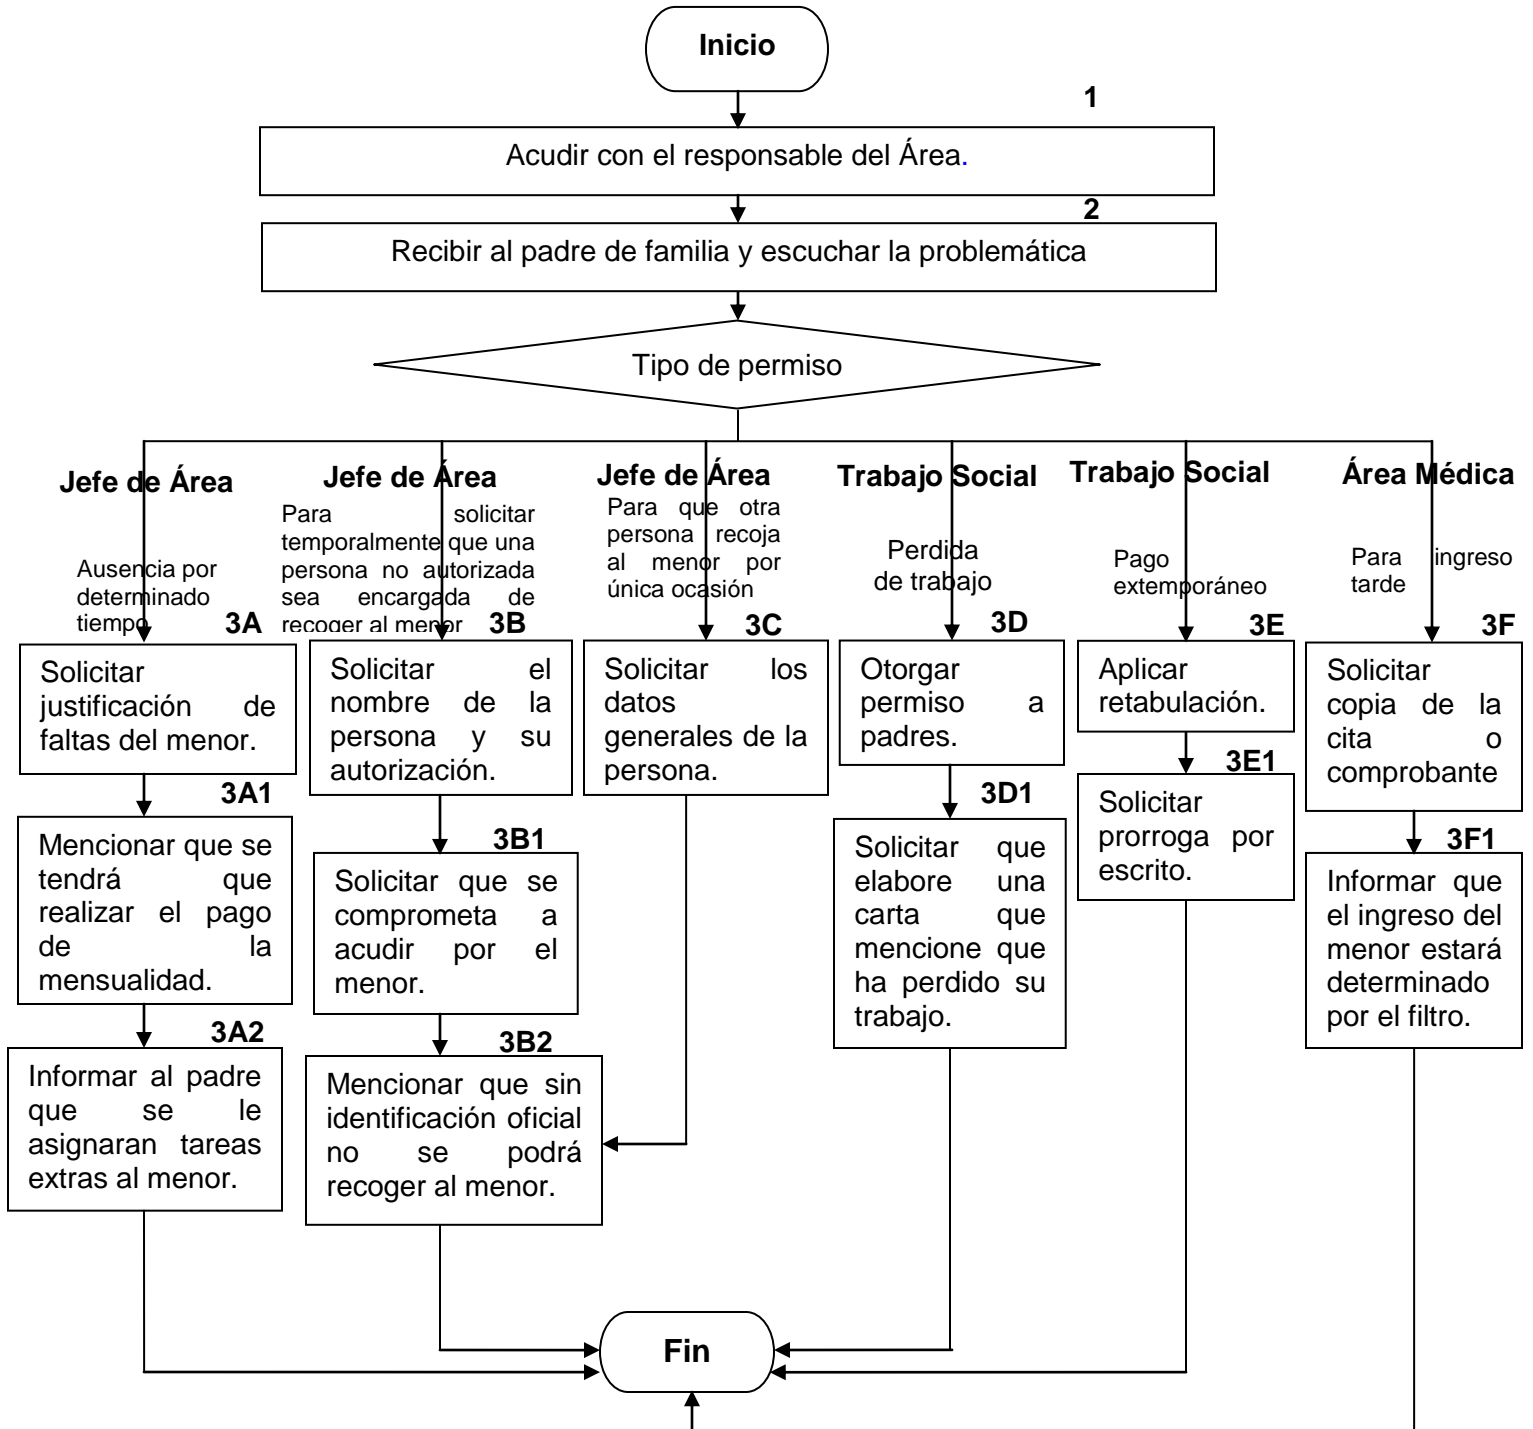 Inicio
1
Acudir con el responsable del Área.
2
Recibir al padre de familia y escuchar la problemática
Tipo de permiso
Jefe de Área
Ausencia por
determinado
tiempo
3A
Solicitar
justificación de
faltas del menor.
3A1
Mencionar que se
tendrá que
realizar el pago
de la
mensualidad.
3A2
Informar al padre
que se le
asignaran tareas
extras al menor.
Jefe de Área
Para solicitar
temporalmente que una
persona no autorizada
sea encargada de
recoger al menor
3B
Solicitar el
nombre de la
persona y su
autorización.
3B1
Solicitar que se
comprometa a
acudir por el
menor.
3B2
Mencionar que sin
identificación oficial
no se podrá
recoger al menor.
Jefe de Área
Para que otra
persona recoja
al menor por
única ocasión
3C
Solicitar los
datos
generales de la
persona.
Trabajo Social
Perdida
de trabajo
3D
Otorgar
permiso a
padres.
3D1
Solicitar que
elabore una
carta que
mencione que
ha perdido su
trabajo.
Trabajo Social
Pago
extemporáneo
3E
Aplicar
retabulación.
3E1
Solicitar
prorroga por
escrito.
Área Médica
Para ingreso
tarde
3F
Solicitar
copia de la
cita o
comprobante
3F1
Informar que
el ingreso del
menor estará
determinado
por el filtro.
Fin